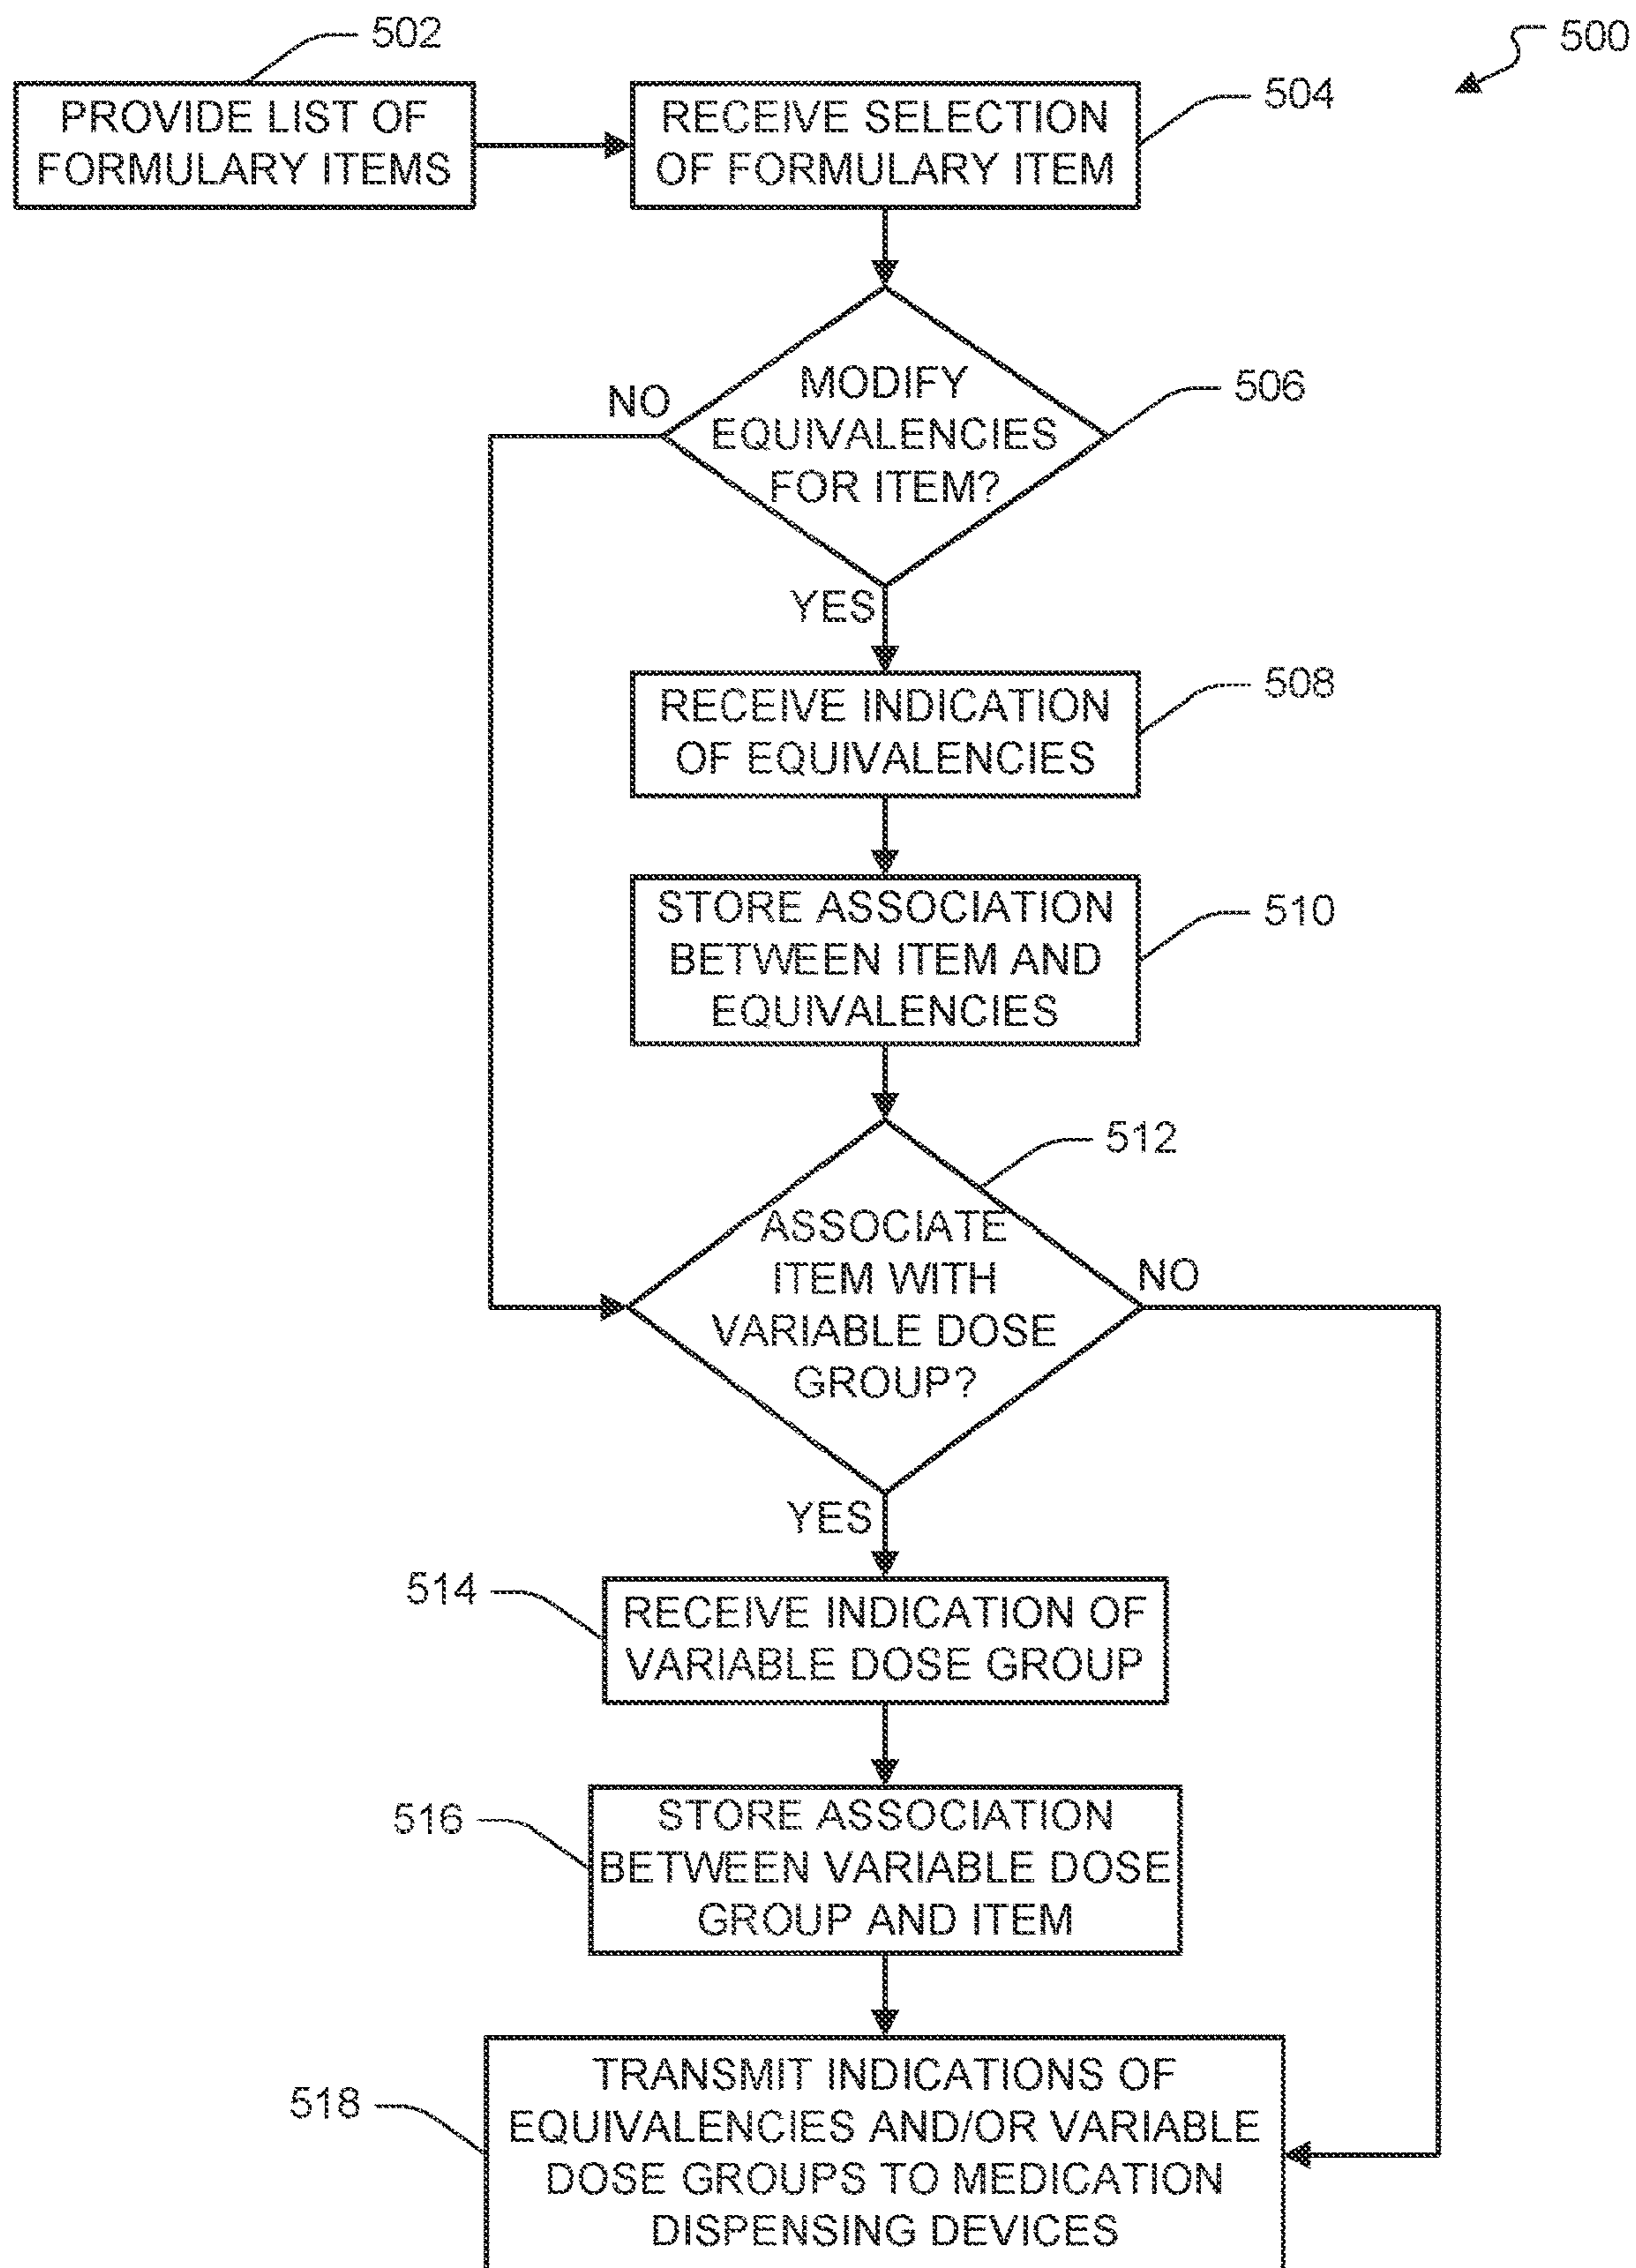 502
500
PROVIDE LIST OF
FORMULARY ITEMS
RECEIVE SELECTION
OF FORMULARY ITEM
504
MODIFY
EQUIVALENCIES
FOR ITEM?
506
NO
YES
RECEIVE INDICATION
OF EQUIVALENCIES
508
STORE ASSOCIATION
BETWEEN ITEM AND
EQUIVALENCIES
510
512
ASSOCIATE
ITEM WITH
VARIABLE DOSE
GROUP?
NO
YES
514
RECEIVE INDICATION OF
VARIABLE DOSE GROUP
516
STORE ASSOCIATION
BETWEEN VARIABLE DOSE
GROUP AND ITEM
518
TRANSMIT INDICATIONS OF
EQUIVALENCIES AND/OR VARIABLE
DOSE GROUPS TO MEDICATION
DISPENSING DEVICES